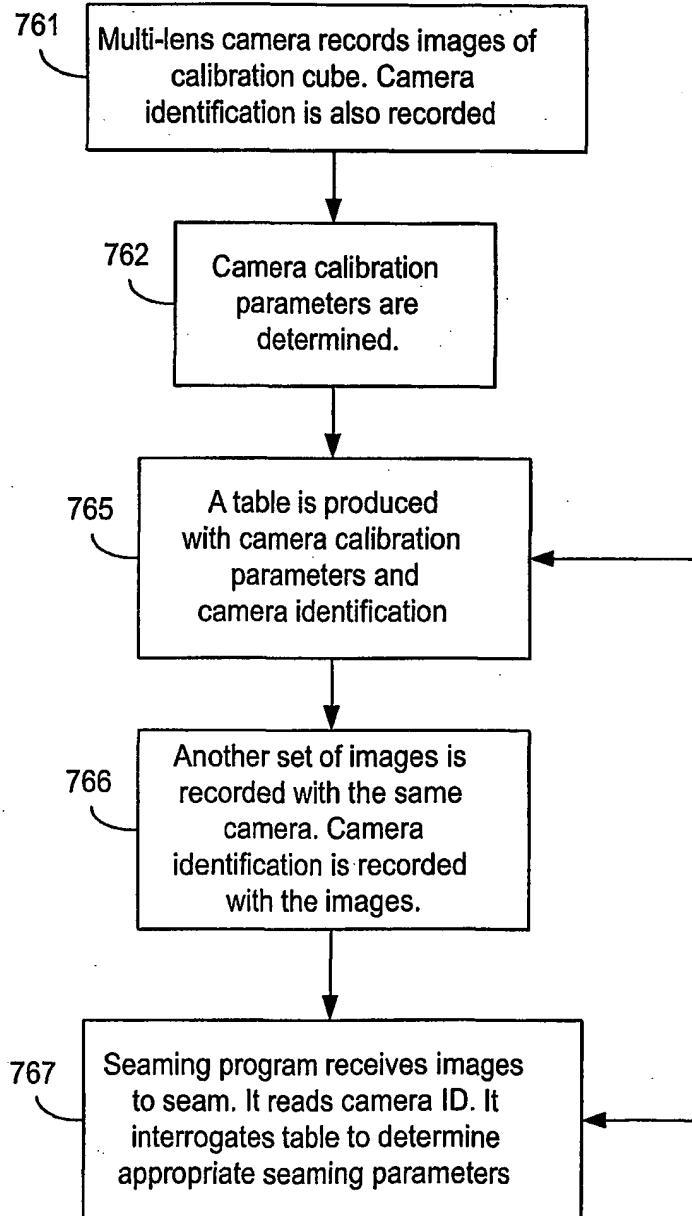 761
Multi-lens camera records images of
calibration cube. Camera
identification is also recorded
762
Camera calibration
parameters are
determined.
765
A table is produced
with camera calibration
parameters and
camera identification
766
Another set of images is
recorded with the same
camera. Camera
identification is recorded
with the images.
767
Seaming program receives images
to seam. It reads camera ID. It
interrogates table to determine
appropriate seaming parameters